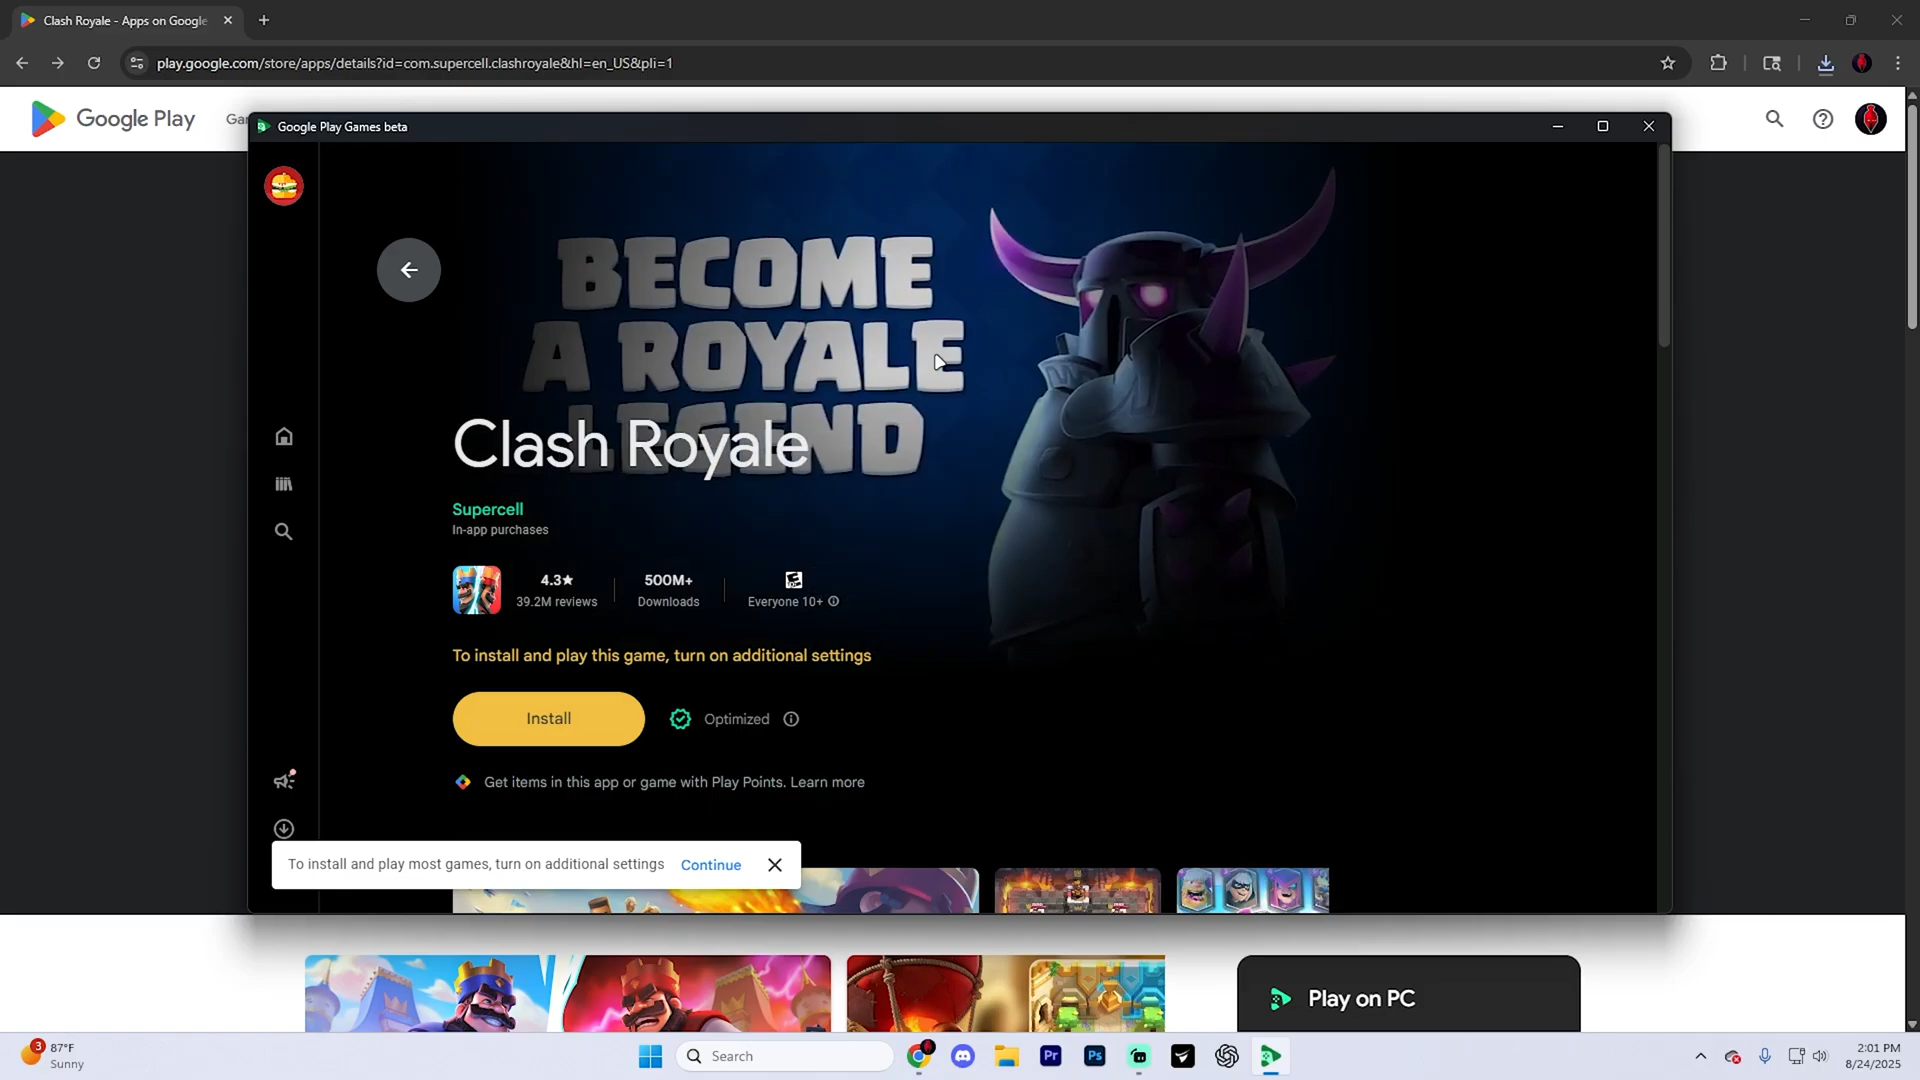 Clash Royale - Apps on Google
play.google.com/store/apps/details?id=com.supercell.clashroyale&hl=en_US&pli=1
Google Play
Google Play Games beta
BECOME
A ROYALE
LEGEND
Clash Royale
Supercell
In-app purchases
4.3★
39.2M reviews
500M+
Downloads
Everyone 10+
To install and play this game, turn on additional settings
Install
Optimized
Get items in this app or game with Play Points. Learn more
To install and play most games, turn on additional settings Continue
Play on PC
3
87°F
Sunny
Search
Pr
Ps
2:01 PM
8/24/2025